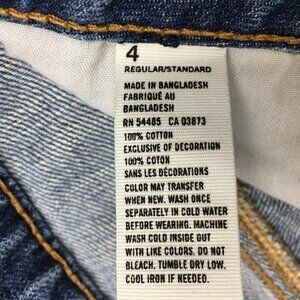 4
REGULAR/STANDARD
MADE IN BANGLADESH
FABRIQUÉ AU
BANGLADESH
RN 54485 CA 03873
100% COTTON
EXCLUSIVE OF DECORATION
100% COTON
SANS LES DÉCORATIONS
COLOR MAY TRANSFER
WHEN NEW. WASH ONCE
SEPARATELY IN COLD WATER
BEFORE WEARING. MACHINE
WASH COLD INSIDE OUT
WITH LIKE COLORS. DO NOT
BLEACH. TUMBLE DRY LOW.
COOL IRON IF NEEDED.